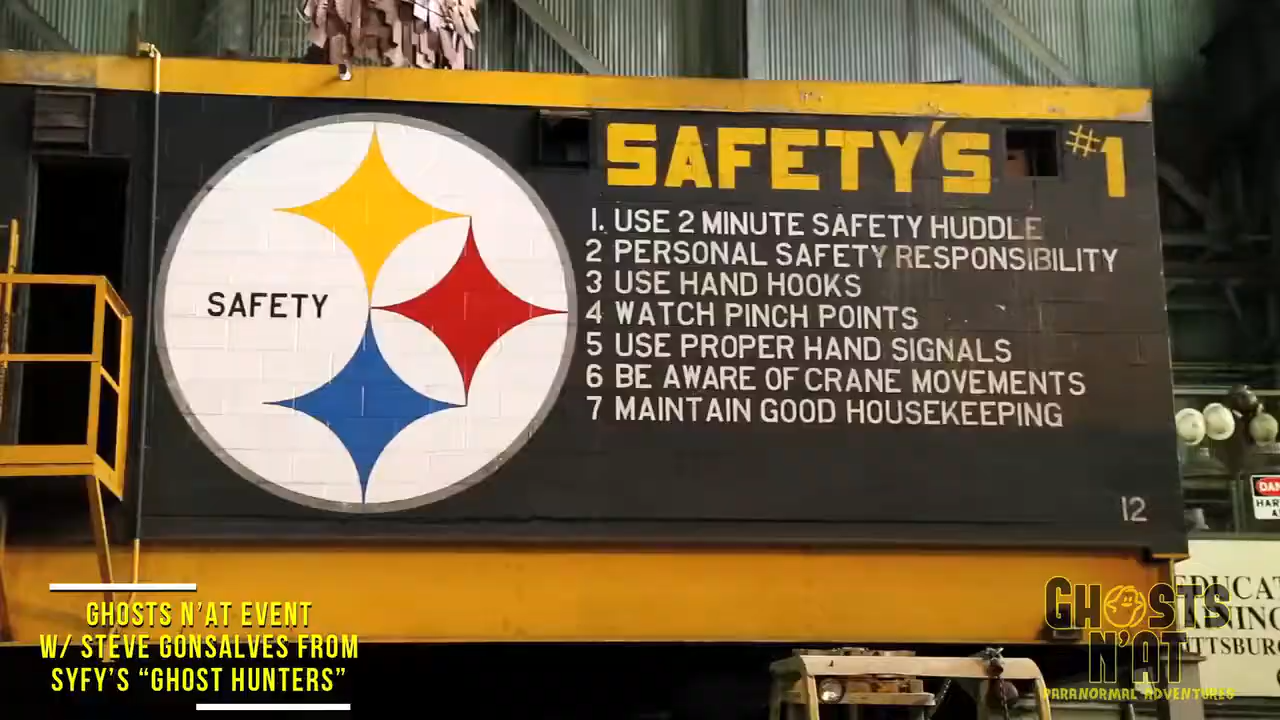 SAFETY'S #1
SAFETY
1. USE 2 MINUTE SAFETY HUDDLE
2 PERSONAL SAFETY RESPONSIBILITY
3 USE HAND HOOKS
4 WATCH PINCH POINTS
5 USE PROPER HAND SIGNALS
6 BE AWARE OF CRANE MOVEMENTS
7 MAINTAIN GOOD HOUSEKEEPING
12
GHOSTS N'AT EVENT
W/ STEVE GONSALVES FROM
SYFY'S “GHOST HUNTERS”
GHOSTS
N'AT
PARANORMAL ADVENTURES